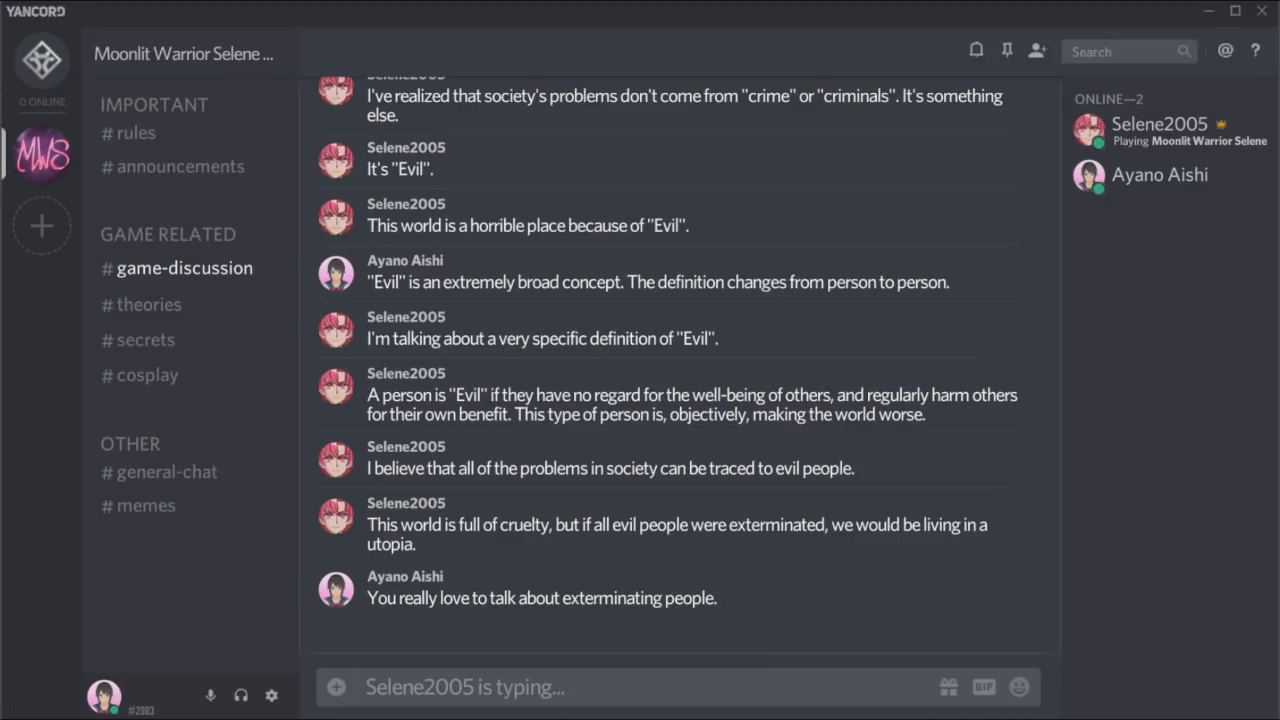 YANCORD
Moonlit Warrior Selene ...
Search
@
?
0 ONLINE
MWS
IMPORTANT
# rules
# announcements
GAME RELATED
# game-discussion
# theories
# secrets
# cosplay
OTHER
# general-chat
# memes
#2083
Selene2005
I've realized that society's problems don't come from "crime" or "criminals". It's something
else.
Selene2005
It's "Evil".
Selene2005
This world is a horrible place because of "Evil".
Ayano Aishi
"Evil" is an extremely broad concept. The definition changes from person to person.
Selene2005
I'm talking about a very specific definition of "Evil".
Selene2005
A person is "Evil" if they have no regard for the well-being of others, and regularly harm others
for their own benefit. This type of person is, objectively, making the world worse.
Selene2005
I believe that all of the problems in society can be traced to evil people.
Selene2005
This world is full of cruelty, but if all evil people were exterminated, we would be living in a
utopia.
Ayano Aishi
You really love to talk about exterminating people.
Selene2005 is typing...
GIF
ONLINE—2
Selene2005
Playing Moonlit Warrior Selene
Ayano Aishi